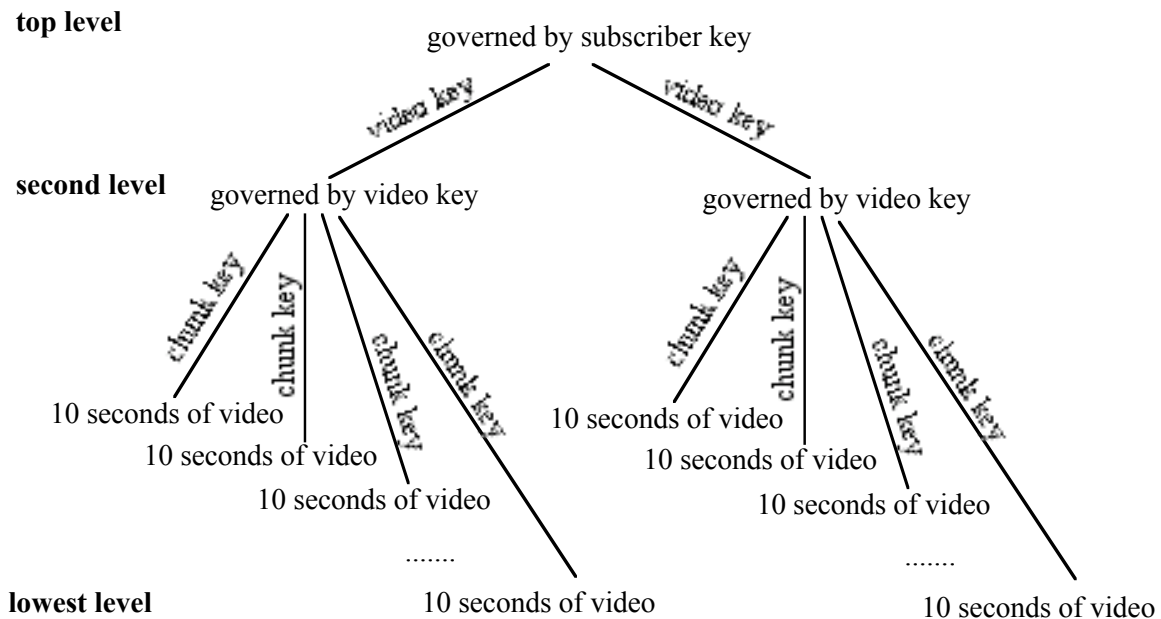 top level
governed by subscriber key
video key
video key
second level
governed by video key
governed by video key
chunk key
chunk key
chunk key
chunk key
chunk key
chunk key
chunk key
chunk key
10 seconds of video
10 seconds of video
10 seconds of video
10 seconds of video
10 seconds of video
10 seconds of video
.......
.......
lowest level
10 seconds of video
10 seconds of video